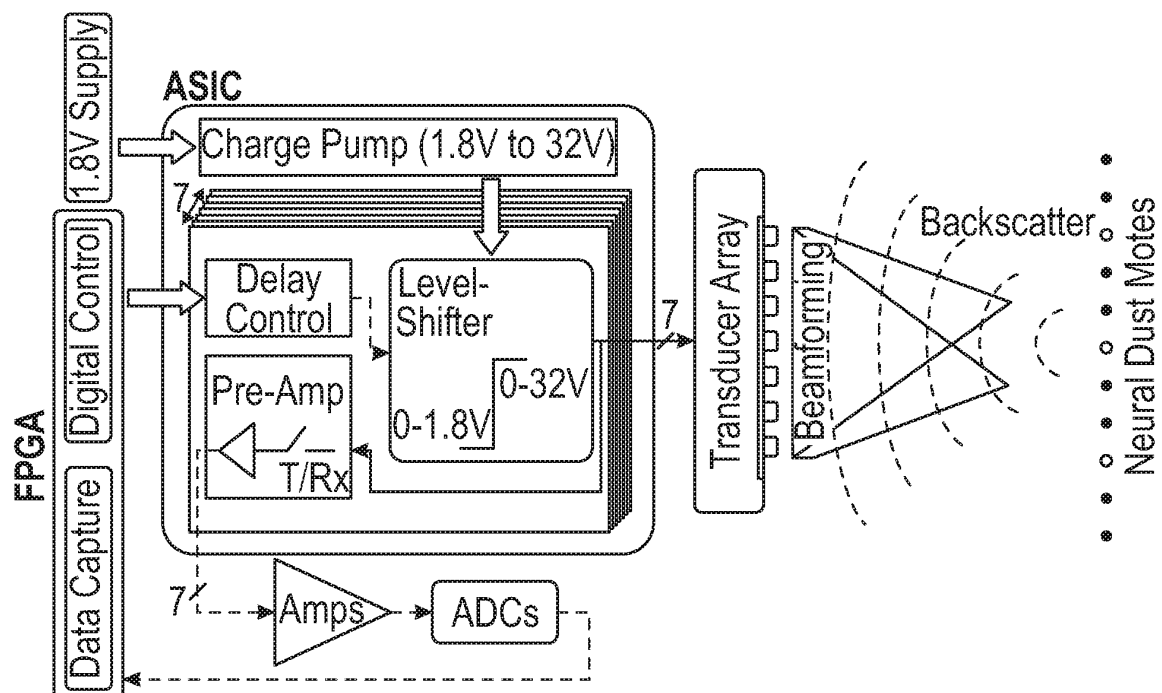 1.8V Supply
FPGA
Digital Control
Data Capture
ASIC
Charge Pump (1.8V to 32V)
7
Delay
Control
Level-
Shifter
0-32V
0-1.8V
Pre-Amp
T/Rx
7
Amps
ADCs
7
Transducer Array
Beamforming
Backscatter
Neural Dust Motes